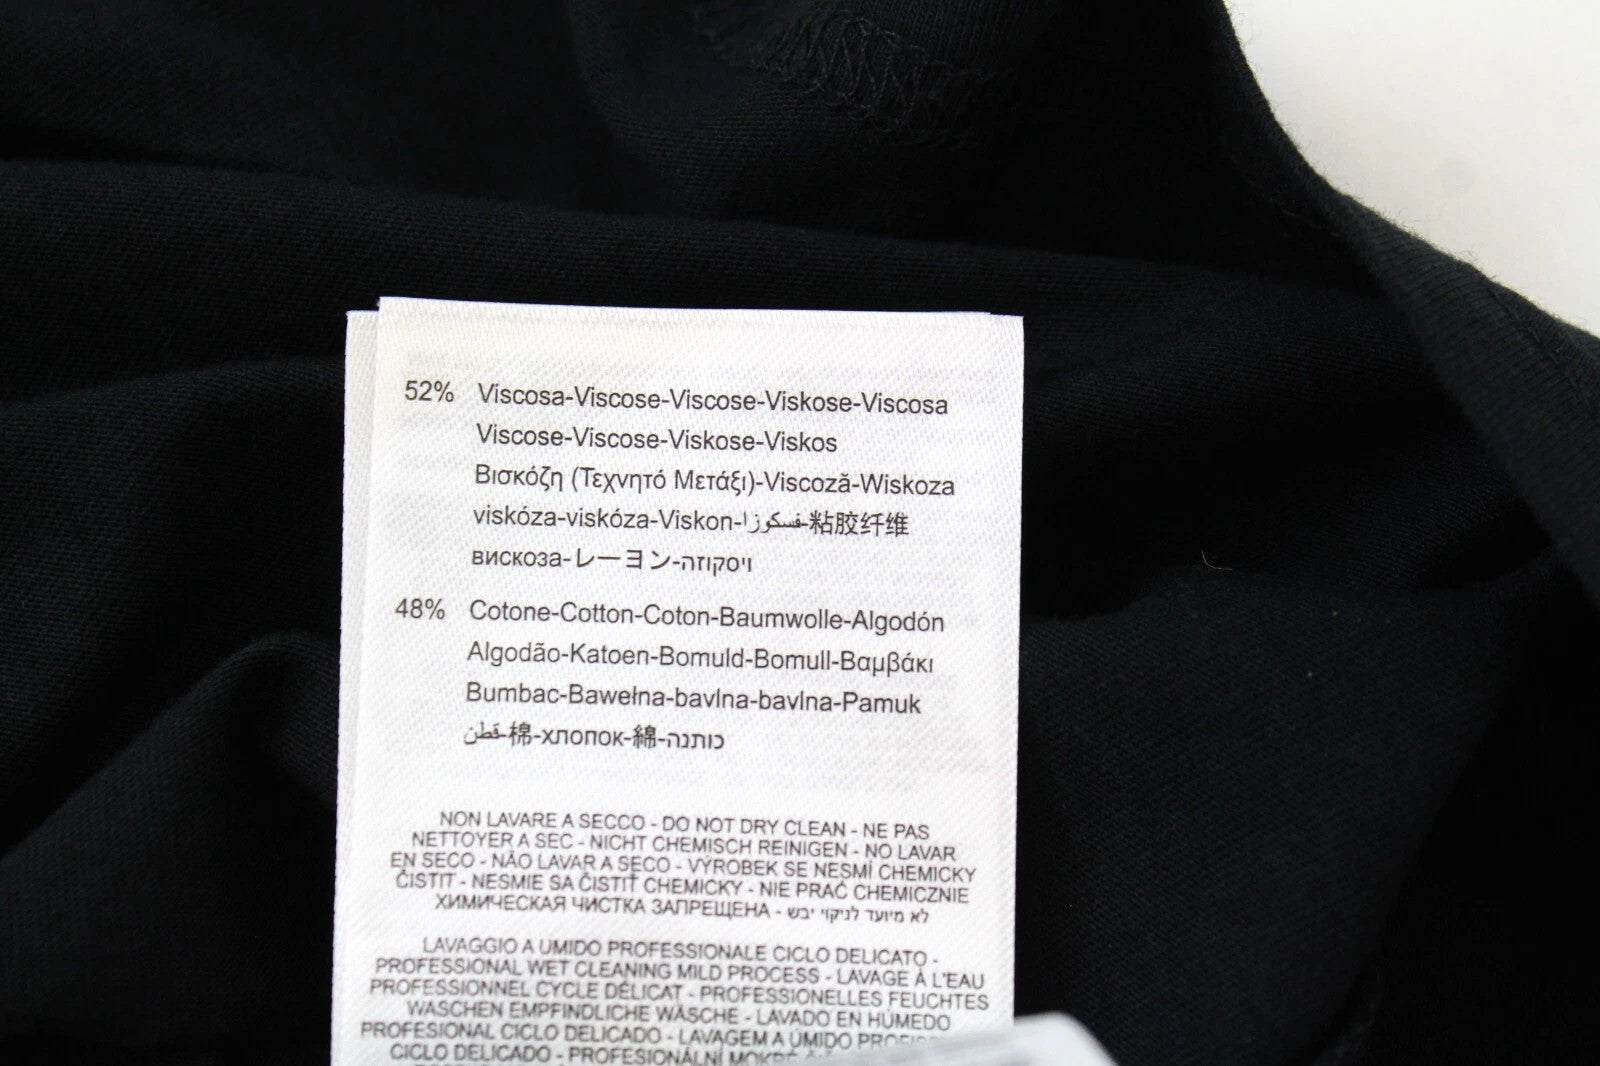 52% Viscosa-Viscose-Viscose-Viskose-Viscosa
Viscose-Viscose-Viskose-Viskos
Βισκόζη (Τεχνητό Μετάξι)-Viscoză-Wiskoza
viskóza-viskóza-Viskon-فسكوزا-粘胶纤维
вискоза-レーヨン-ויסקוזה
48% Cotone-Cotton-Coton-Baumwolle-Algodón
Algodão-Katoen-Bomuld-Bomull-Βαμβάκι
Bumbac-Bawełna-bavlna-bavlna-Pamuk
قطن-棉-хлопок-綿-כותנה
NON LAVARE A SECCO - DO NOT DRY CLEAN - NE PAS
NETTOYER A SEC - NICHT CHEMISCH REINIGEN - NO LAVAR
EN SECO - NÃO LAVAR A SECO - VÝROBEK SE NESMÍ CHEMICKY
ČISTIT - NESMIE SA ČISTIŤ CHEMICKY - NIE PRAĆ CHEMICZNIE
ХИМИЧЕСКАЯ ЧИСТКА ЗАПРЕЩЕНА - לא מיועד לניקוי יבש
LAVAGGIO A UMIDO PROFESSIONALE CICLO DELICATO -
PROFESSIONAL WET CLEANING MILD PROCESS - LAVAGE À L'EAU
PROFESSIONNEL CYCLE DÉLICAT - PROFESSIONELLES FEUCHTES
WASCHEN EMPFINDLICHE WÄSCHE - LAVADO EN HÚMEDO
PROFESIONAL CICLO DELICADO - LAVAGEM A ÚMIDO
CICLO DELICADO - PROFESIONÁLNÍ MOKRÉ